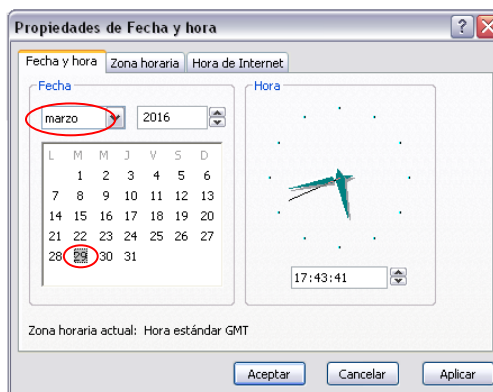 Propiedades de Fecha y hora
Fecha y hora Zona horaria Hora de Internet
Fecha
Hora
marzo 2016
L M M J V S D
1 2 3 4 5 6
7 8 9 10 11 12 13
14 15 16 17 18 19 20
21 22 23 24 25 26 27
28 29 30 31
17:43:41
Zona horaria actual: Hora estándar GMT
Aceptar Cancelar Aplicar